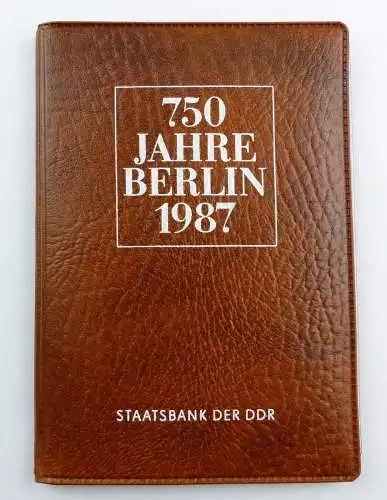 750
JAHRE
BERLIN
1987
STAATSBANK DER DDR